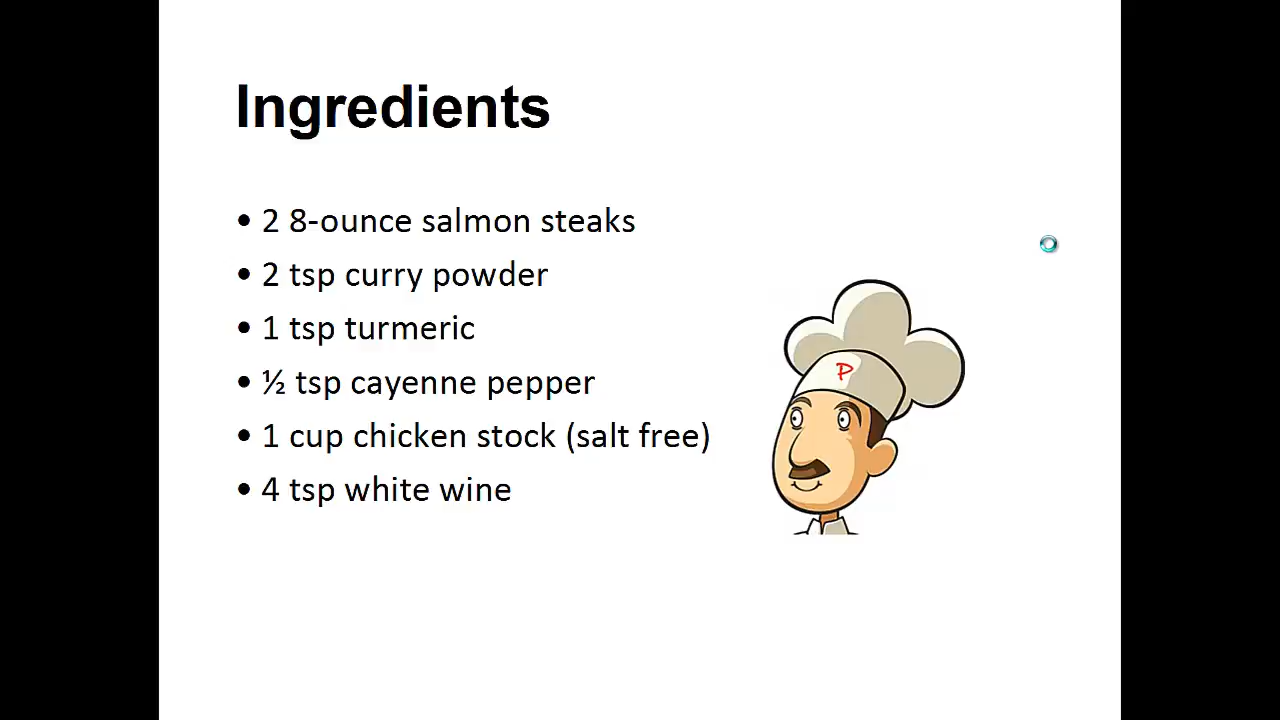 Ingredients
• 2 8-ounce salmon steaks
• 2 tsp curry powder
• 1 tsp turmeric
• ½ tsp cayenne pepper
• 1 cup chicken stock (salt free)
• 4 tsp white wine
P